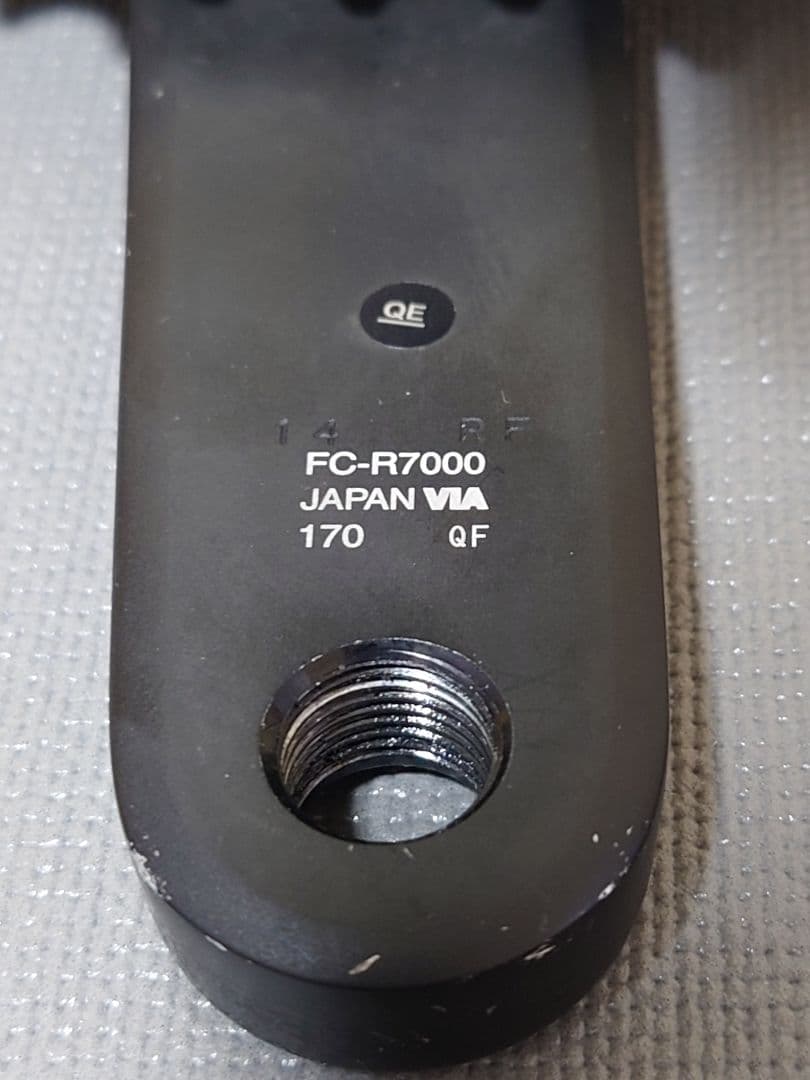 QE
14 RF
FC-R7000
JAPAN VIA
170 QF